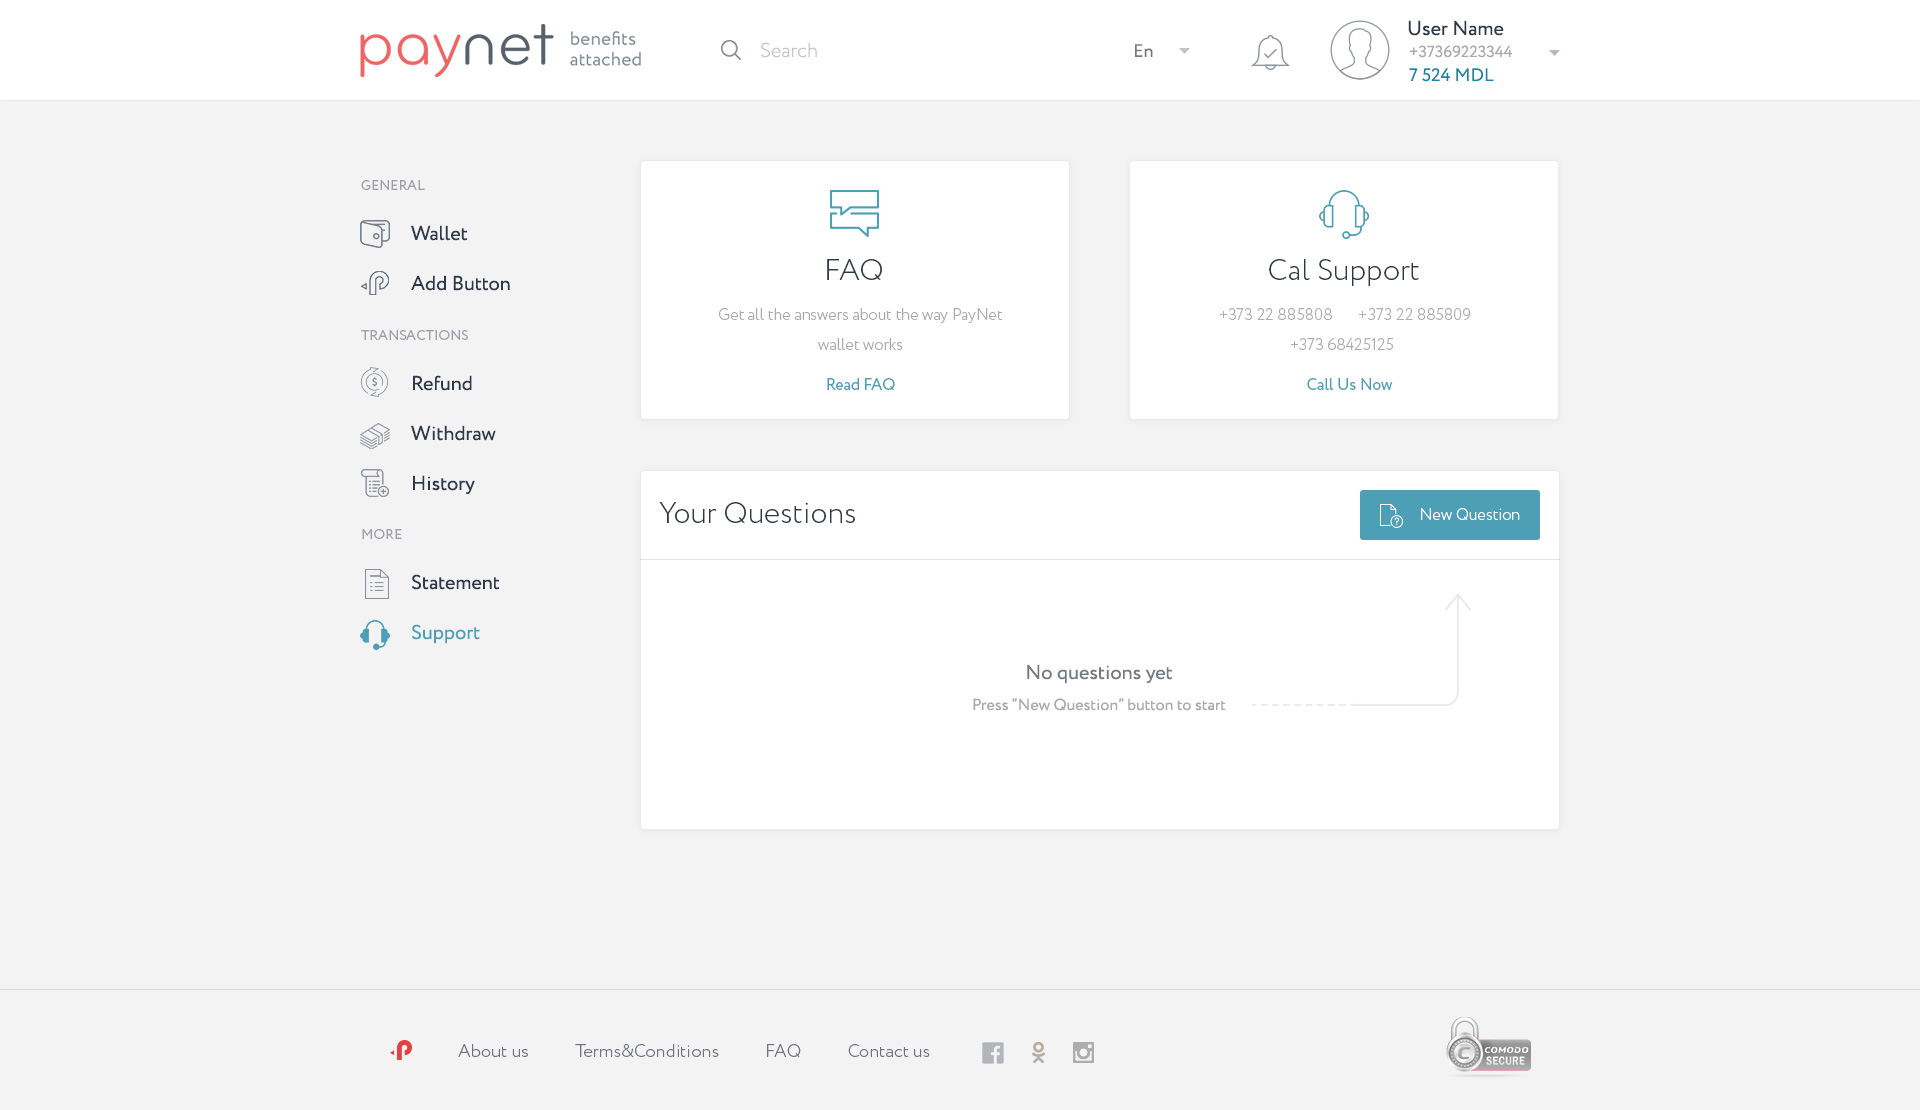 paynet
benefits
attached
Search
En
User Name
+37369223344
7 524 MDL
GENERAL
Wallet
Add Button
TRANSACTIONS
Refund
Withdraw
History
MORE
Statement
Support
FAQ
Get all the answers about the way PayNet
wallet works
Read FAQ
Cal Support
+373 22 885808 +373 22 885809
+373 68425125
Call Us Now
Your Questions
New Question
No questions yet
Press “New Question” button to start
About us
Terms&Conditions
FAQ
Contact us
COMODO
SECURE